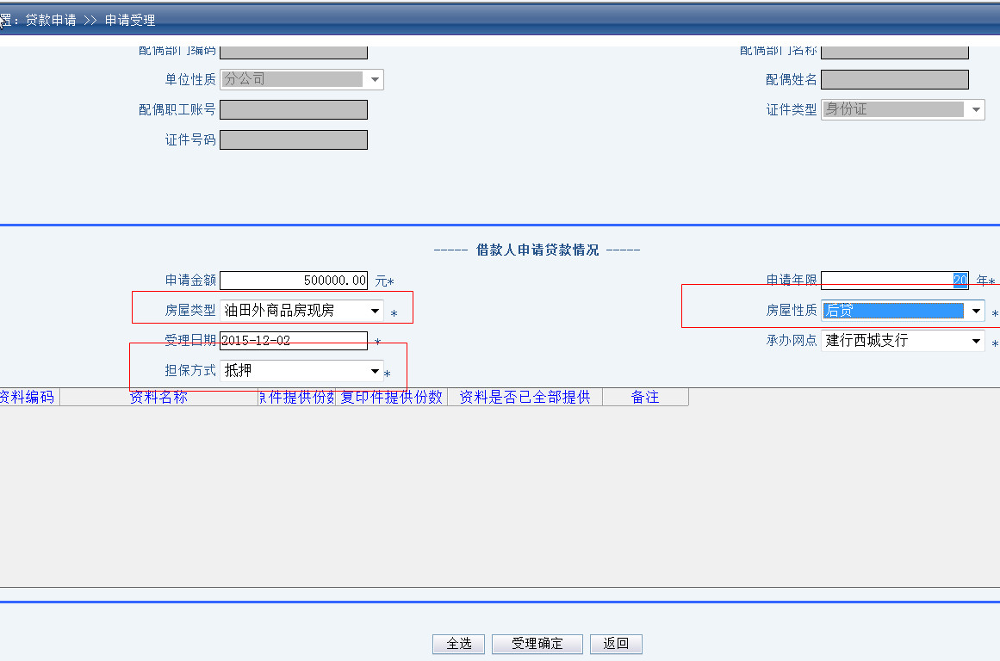 置：贷款申请 >> 申请受理
配偶部门编码 配偶部门名称
单位性质 分公司 配偶姓名
配偶职工账号 证件类型 身份证
证件号码
----- 借款人申请贷款情况 -----
申请金额 500000.00 元* 申请年限 20 年*
房屋类型 油田外商品房现房 * 房屋性质 后贷 *
受理日期 2015-12-02 * 承办网点 建行西城支行 *
担保方式 抵押 *
资料编码 资料名称 原件提供份数 复印件提供份数 资料是否已全部提供 备注
全选 受理确定 返回